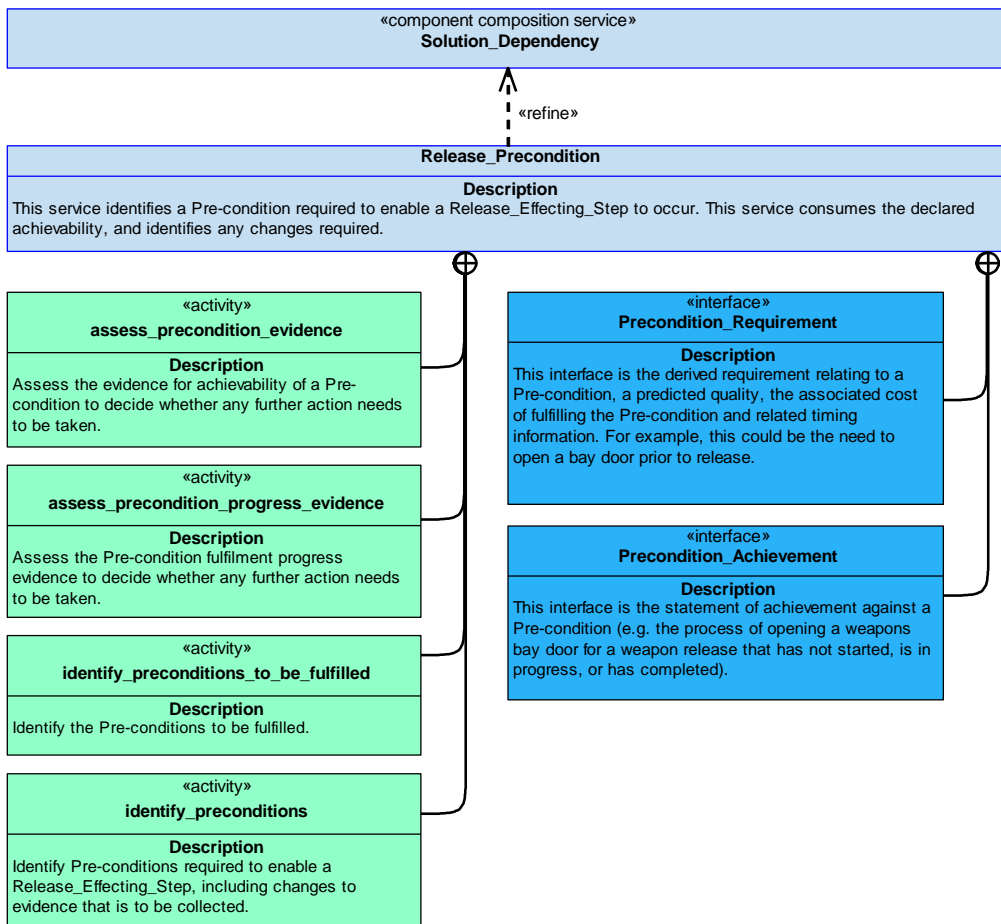 «component composition service»
Solution_Dependency
«refine»
Release_Precondition
Description
This service identifies a Pre-condition required to enable a Release_Effecting_Step to occur. This service consumes the declared
achievability, and identifies any changes required.
«activity»
assess_precondition_evidence
Description
Assess the evidence for achievability of a Pre-
condition to decide whether any further action needs
to be taken.
«activity»
assess_precondition_progress_evidence
Description
Assess the Pre-condition fulfilment progress
evidence to decide whether any further action needs
to be taken.
«activity»
identify_preconditions_to_be_fulfilled
Description
Identify the Pre-conditions to be fulfilled.
«activity»
identify_preconditions
Description
Identify Pre-conditions required to enable a
Release_Effecting_Step, including changes to
evidence that is to be collected.
«interface»
Precondition_Requirement
Description
This interface is the derived requirement relating to a
Pre-condition, a predicted quality, the associated cost
of fulfilling the Pre-condition and related timing
information. For example, this could be the need to
open a bay door prior to release.
«interface»
Precondition_Achievement
Description
This interface is the statement of achievement against a
Pre-condition (e.g. the process of opening a weapons
bay door for a weapon release that has not started, is in
progress, or has completed).